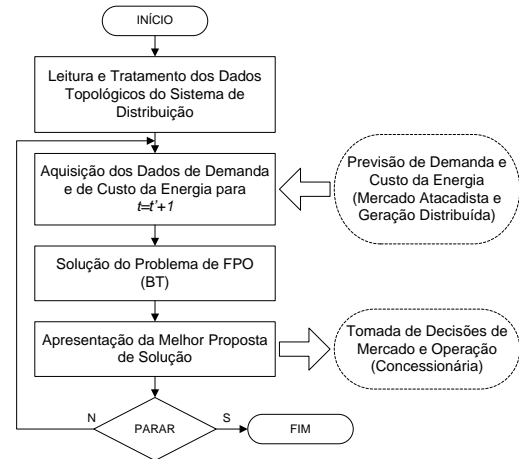 INÍCIO
Leitura e Tratamento dos Dados
Topológicos do Sistema de
Distribuição
Aquisição dos Dados de Demanda
e de Custo da Energia para
t=t'+1
Previsão de Demanda e
Custo da Energia
(Mercado Atacadista e
Geração Distribuída)
Solução do Problema de FPO
(BT)
Apresentação da Melhor Proposta
de Solução
Tomada de Decisões de
Mercado e Operação
(Concessionária)
N
PARAR
S
FIM